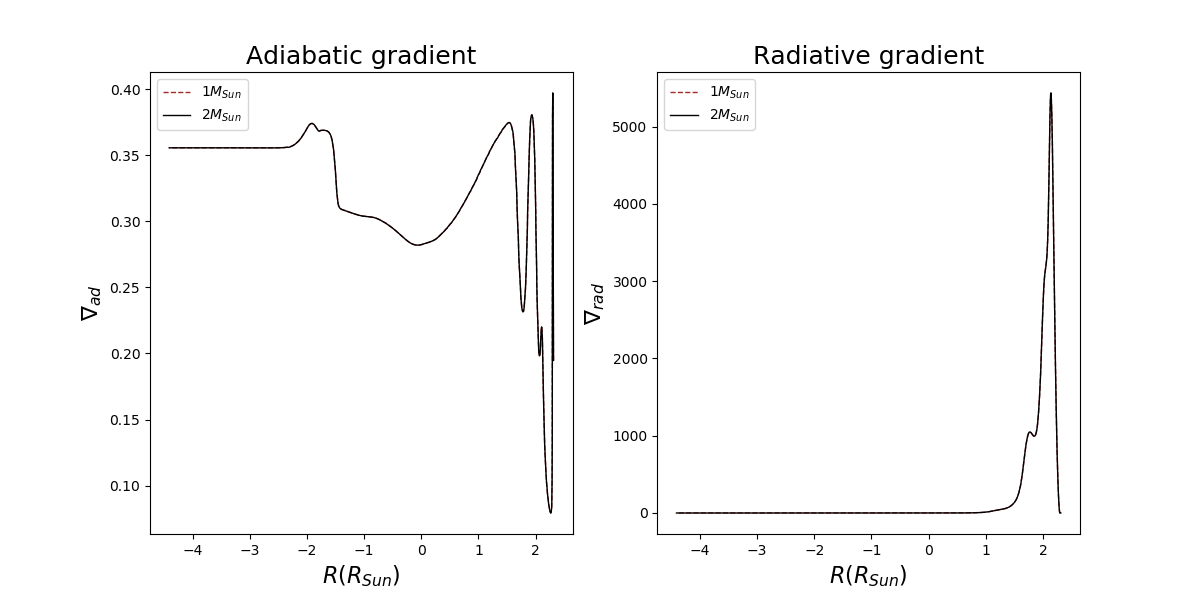 Adiabatic gradient
1M_Sun
2M_Sun
0.40
0.35
0.30
0.25
0.20
0.15
0.10
∇_ad
−4 −3 −2 −1 0 1 2
R(R_Sun)
Radiative gradient
1M_Sun
2M_Sun
5000
4000
3000
2000
1000
0
∇_rad
−4 −3 −2 −1 0 1 2
R(R_Sun)